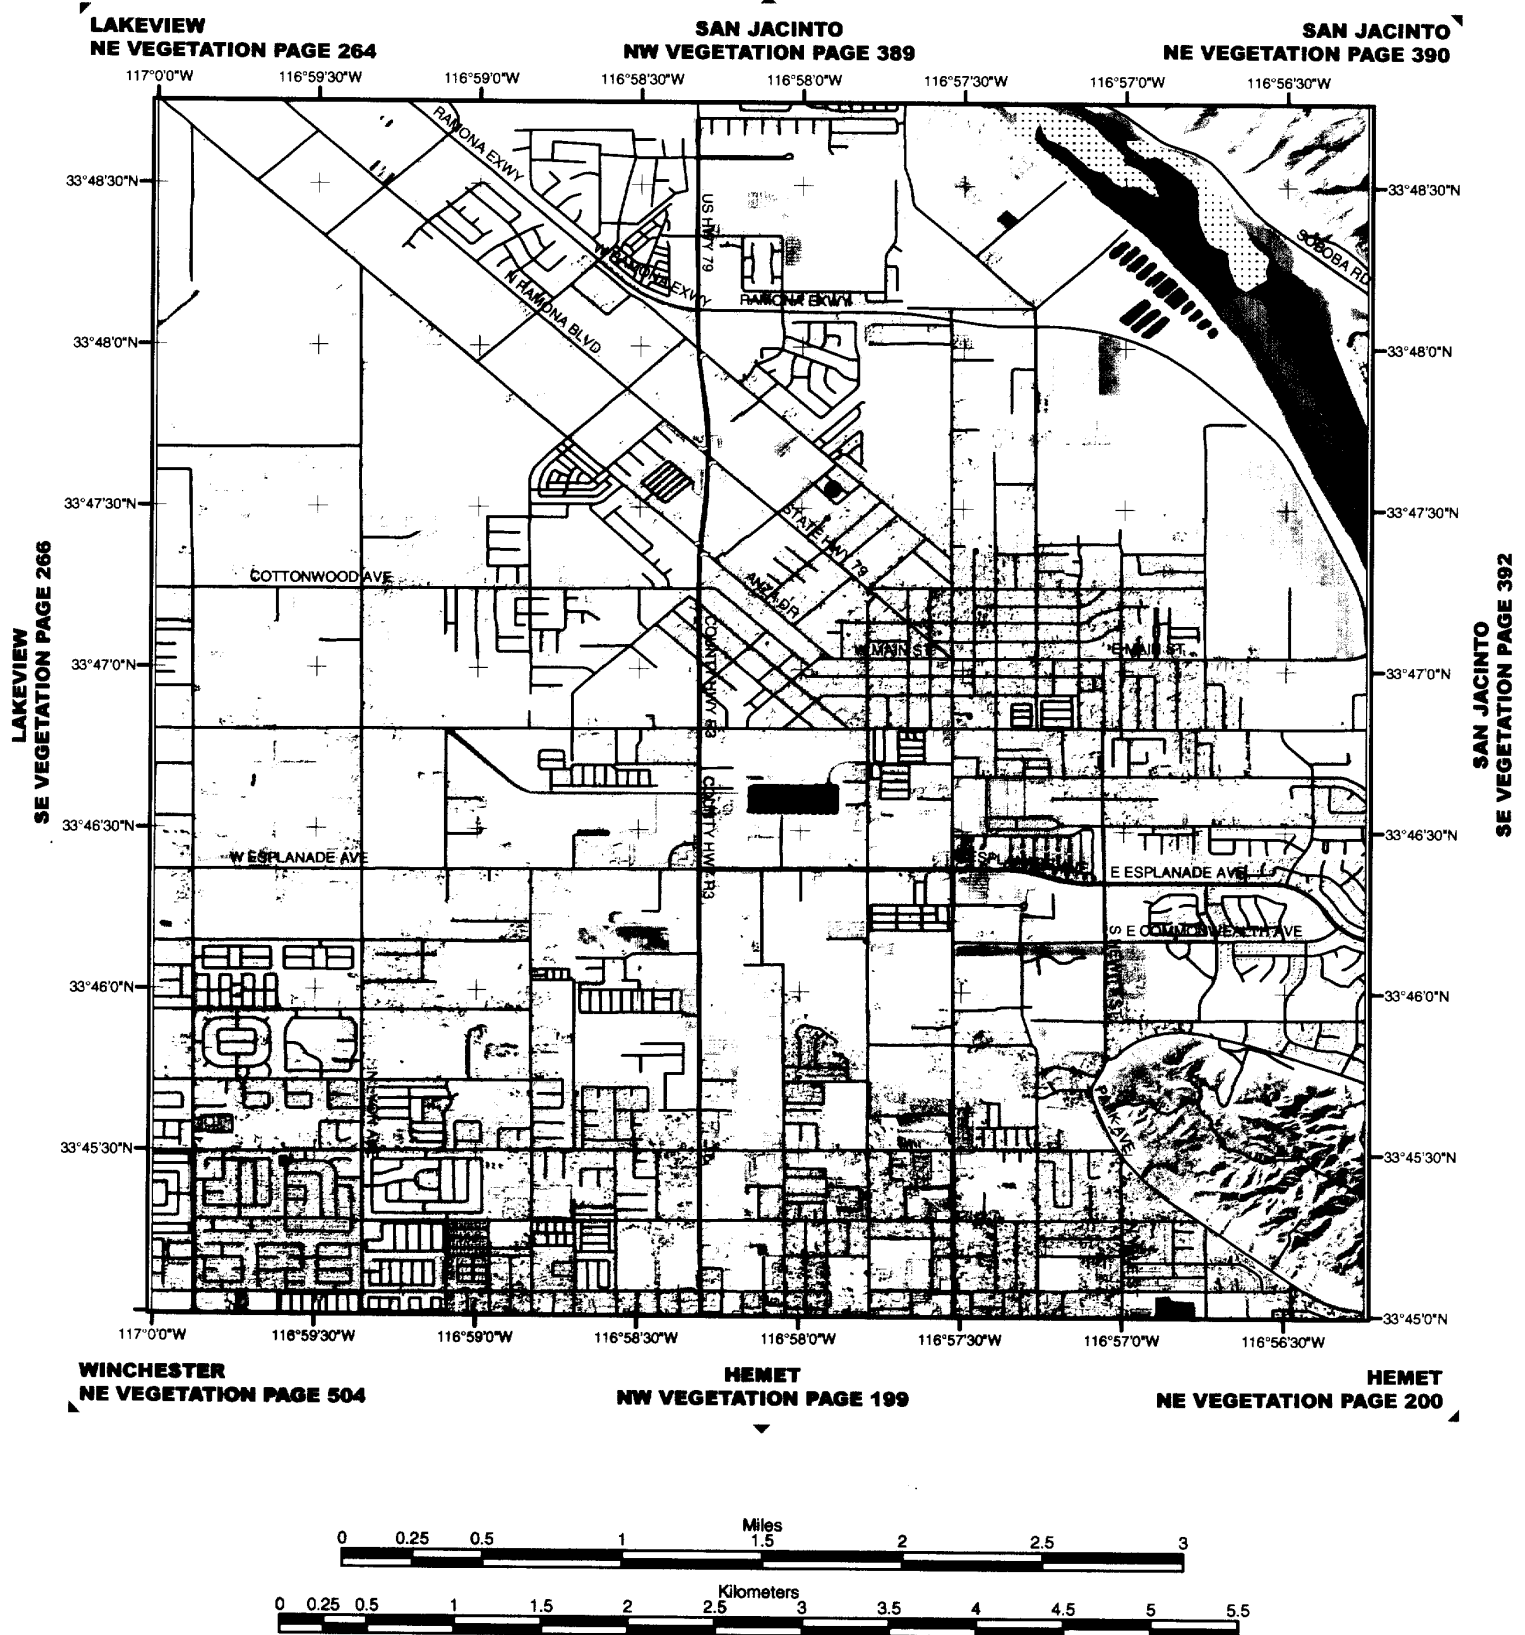 LAKEVIEW
NE VEGETATION PAGE 264
SAN JACINTO
NW VEGETATION PAGE 389
SAN JACINTO
NE VEGETATION PAGE 390
117°0'0"W
116°59'30"W
116°59'0"W
116°58'30"W
116°58'0"W
116°57'30"W
116°57'0"W
116°56'30"W
RAMONA EXWY
33°48'30"N
33°48'30"N
US HWY 79
SOBOBA RD
W RAMONA EXWY
RAMONA EXWY
N RAMONA BLVD
33°48'0"N
33°48'0"N
33°47'30"N
33°47'30"N
STATE HWY 79
COTTONWOOD AVE
ANZA DR
COUNTY HWY R3
W MAIN ST
E MAIN ST
33°47'0"N
33°47'0"N
LAKEVIEW
SE VEGETATION PAGE 266
SAN JACINTO
SE VEGETATION PAGE 392
COUNTY HWY R3
33°46'30"N
33°46'30"N
W ESPLANADE AVE
E ESPLANADE AVE
E COMMONWEALTH AVE
33°46'0"N
33°46'0"N
PARK AVE
33°45'30"N
33°45'30"N
33°45'0"N
117°0'0"W
116°59'30"W
116°59'0"W
116°58'30"W
116°58'0"W
116°57'30"W
116°57'0"W
116°56'30"W
WINCHESTER
NE VEGETATION PAGE 504
HEMET
NW VEGETATION PAGE 199
HEMET
NE VEGETATION PAGE 200
Miles
0 0.25 0.5 1 1.5 2 2.5 3
Kilometers
0 0.25 0.5 1 1.5 2 2.5 3 3.5 4 4.5 5 5.5